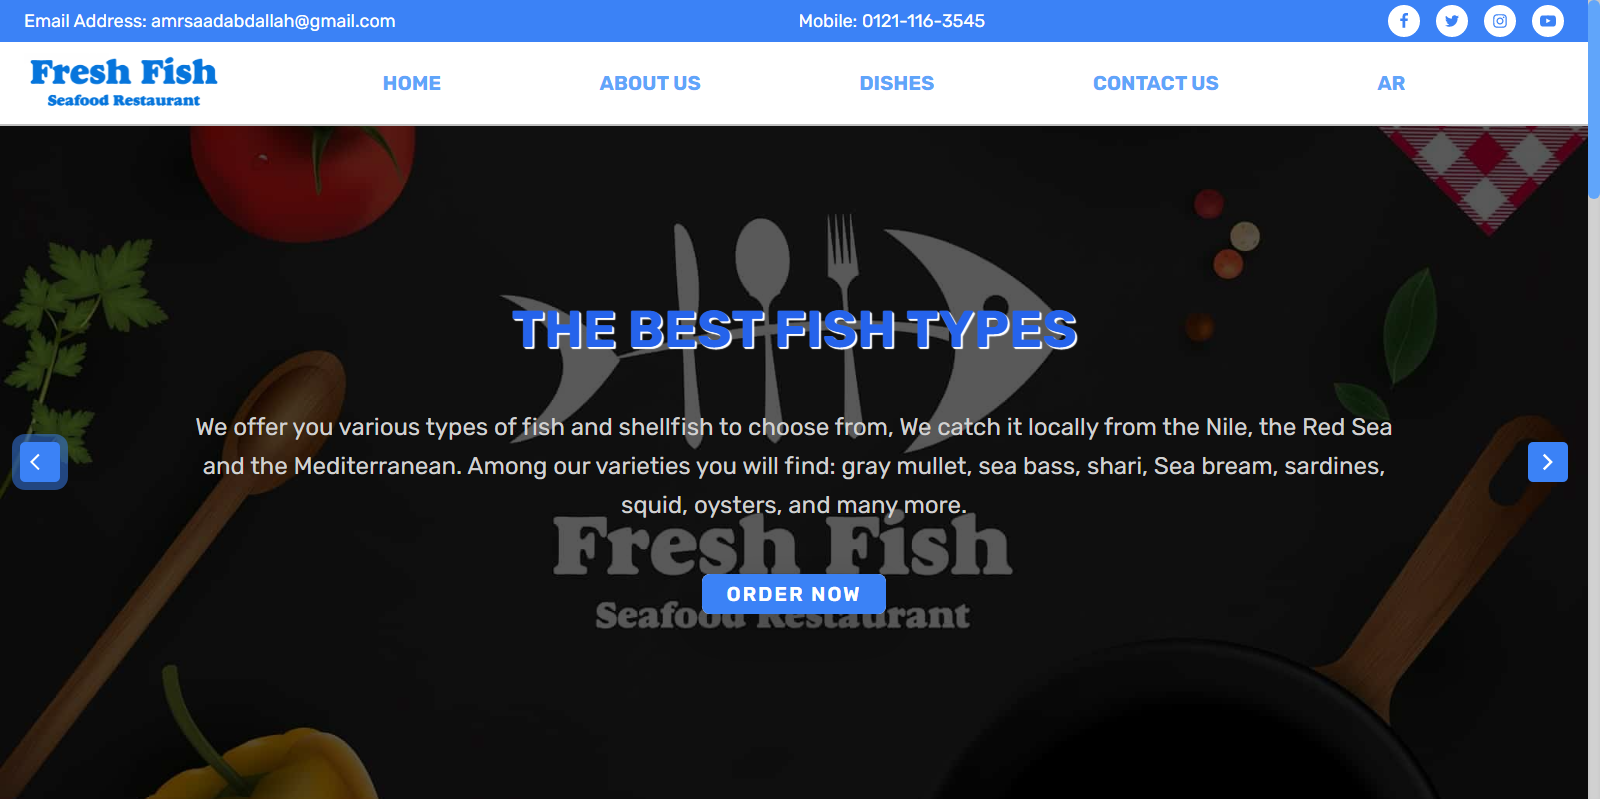 Email Address: amrsaadabdallah@gmail.com
Mobile: 0121-116-3545
Fresh Fish
Seafood Restaurant
HOME
ABOUT US
DISHES
CONTACT US
AR
THE BEST FISH TYPES
We offer you various types of fish and shellfish to choose from, We catch it locally from the Nile, the Red Sea
and the Mediterranean. Among our varieties you will find: gray mullet, sea bass, shari, Sea bream, sardines,
squid, oysters, and many more.
Fresh Fish
ORDER NOW
Seafood Restaurant